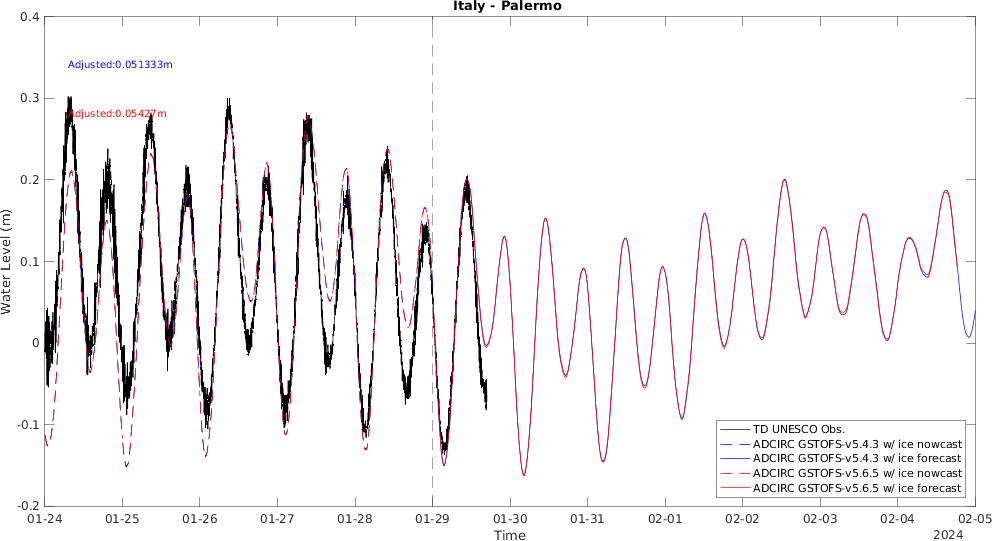 Italy - Palermo
0.4
0.3
0.2
0.1
0
-0.1
-0.2
Water Level (m)
Adjusted:0.051333m
Adjusted:0.05427m
TD UNESCO Obs.
ADCIRC GSTOFS-v5.4.3 w/ ice nowcast
ADCIRC GSTOFS-v5.4.3 w/ ice forecast
ADCIRC GSTOFS-v5.6.5 w/ ice nowcast
ADCIRC GSTOFS-v5.6.5 w/ ice forecast
01-24 01-25 01-26 01-27 01-28 01-29 01-30 01-31 02-01 02-02 02-03 02-04 02-05
Time
2024